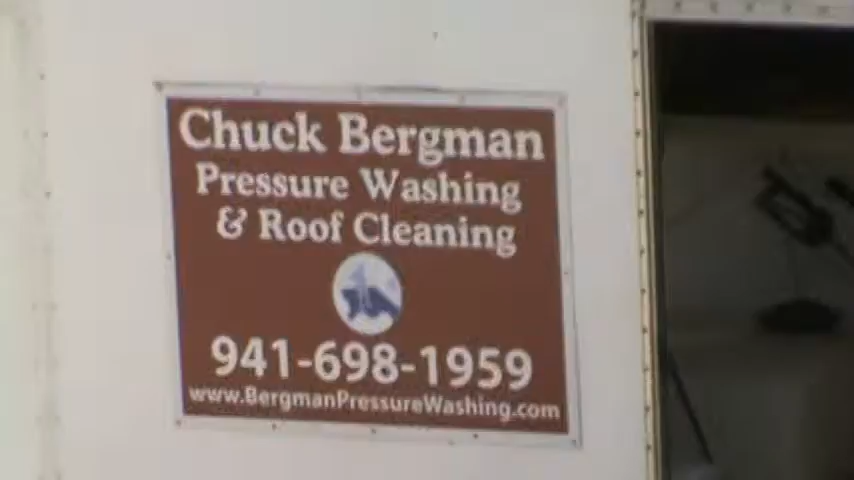 Chuck Bergman
Pressure Washing
& Roof Cleaning
941-698-1959
www.BergmanPressureWashing.com